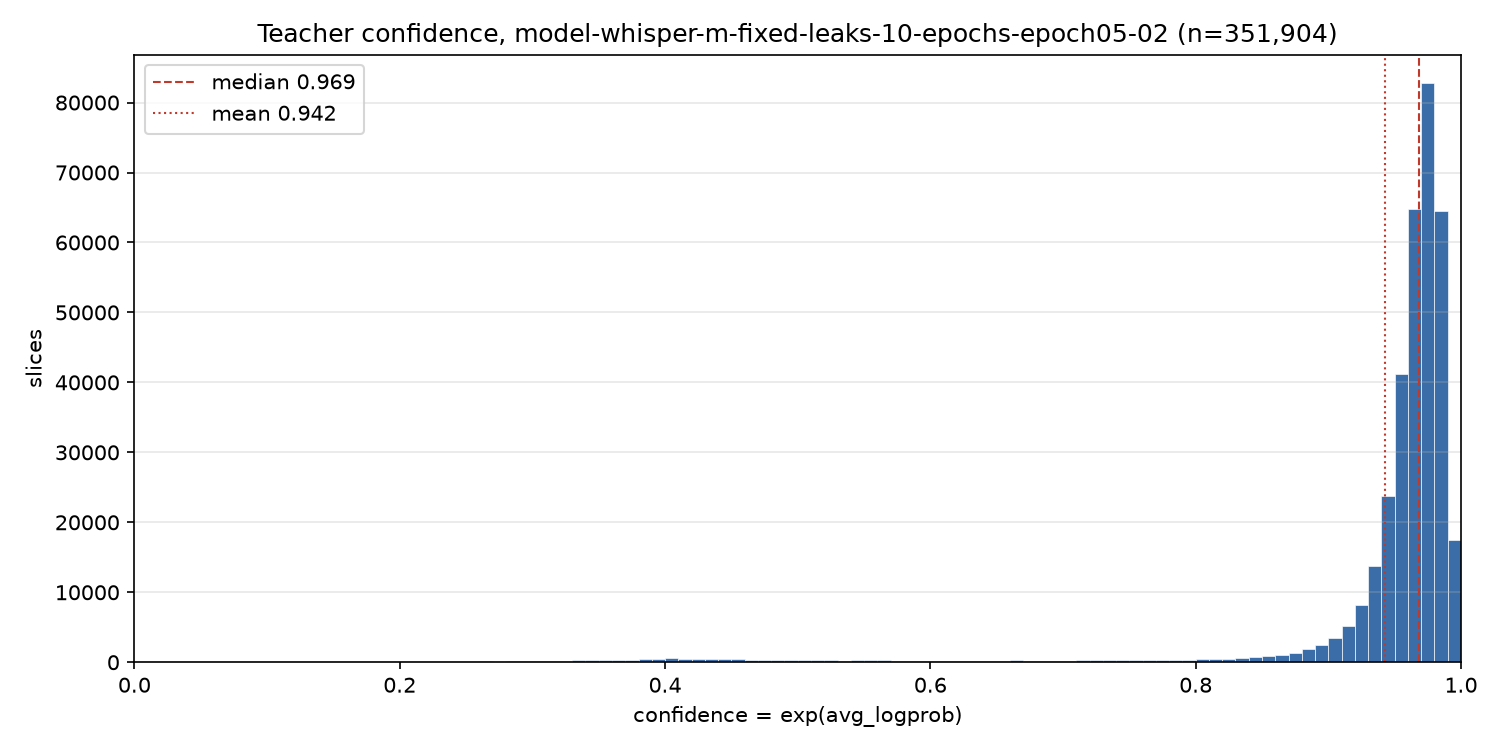 Teacher confidence, model-whisper-m-fixed-leaks-10-epochs-epoch05-02 (n=351,904)
median 0.969
mean 0.942
80000
70000
60000
50000
40000
30000
20000
10000
0
slices
0.0 0.2 0.4 0.6 0.8 1.0
confidence = exp(avg_logprob)